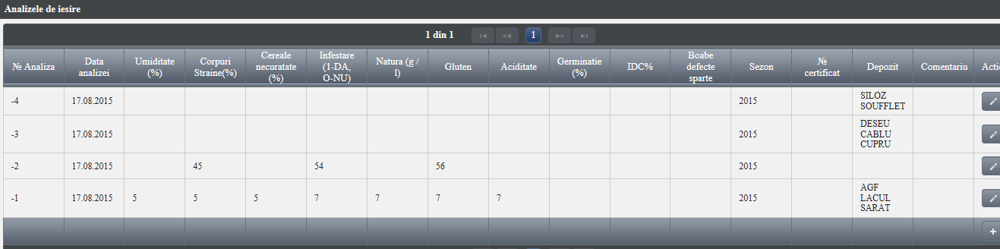 Analizele de iesire
1 din 1
1
№ Analiza Data analizei Umiditate (%) Corpuri Straine(%) Cereale necuratate (%) Infestare (1-DA, O-NU) Natura (g / l) Gluten Aciditate Germinatie (%) IDC% Boabe defecte sparte Sezon № certificat Depozit Comentariu Acti
-4 17.08.2015 2015 SILOZ SOUFFLET
-3 17.08.2015 2015 DESEU CABLU CUPRU
-2 17.08.2015 45 54 56 2015
-1 17.08.2015 5 5 5 7 7 7 7 2015 AGF LACUL SARAT